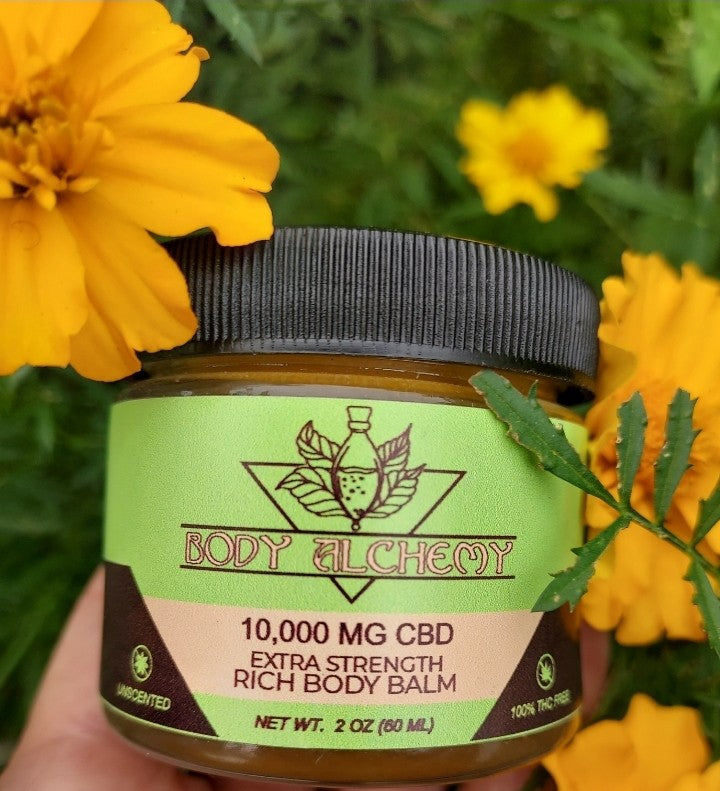 BODY ALCHEMY
10,000 MG CBD
EXTRA STRENGTH
RICH BODY BALM
UNSCENTED
100% THC FREE
NET WT. 2 OZ (60 ML)